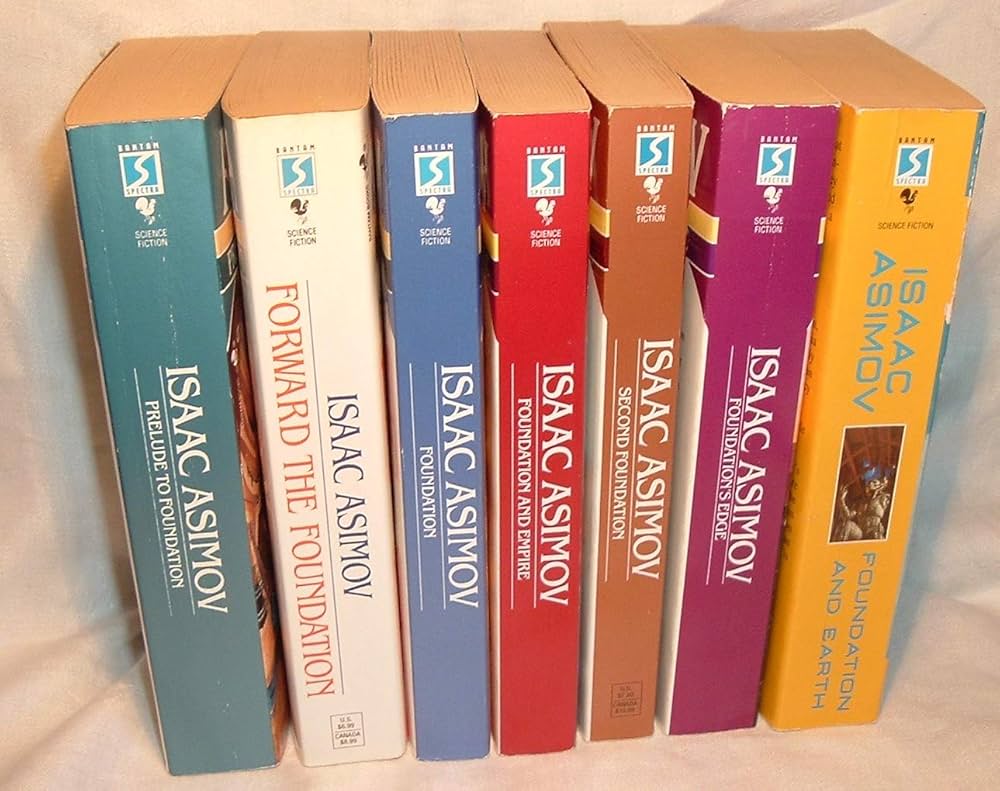 BANTAM
SPECTRA
SCIENCE
FICTION
ISAAC ASIMOV
PRELUDE TO FOUNDATION
BANTAM
SPECTRA
SCIENCE
FICTION
ISAAC ASIMOV
FORWARD THE FOUNDATION
U.S.
$6.99
CANADA
$8.99
BANTAM
SPECTRA
SCIENCE
FICTION
ISAAC ASIMOV
FOUNDATION
BANTAM
SPECTRA
SCIENCE
FICTION
ISAAC ASIMOV
FOUNDATION AND EMPIRE
BANTAM
SPECTRA
SCIENCE
FICTION
ISAAC ASIMOV
SECOND FOUNDATION
U.S.
CANADA
BANTAM
SPECTRA
SCIENCE
FICTION
ISAAC ASIMOV
FOUNDATION'S EDGE
BANTAM
SPECTRA
SCIENCE FICTION
ISAAC
ASIMOV
FOUNDATION
AND EARTH